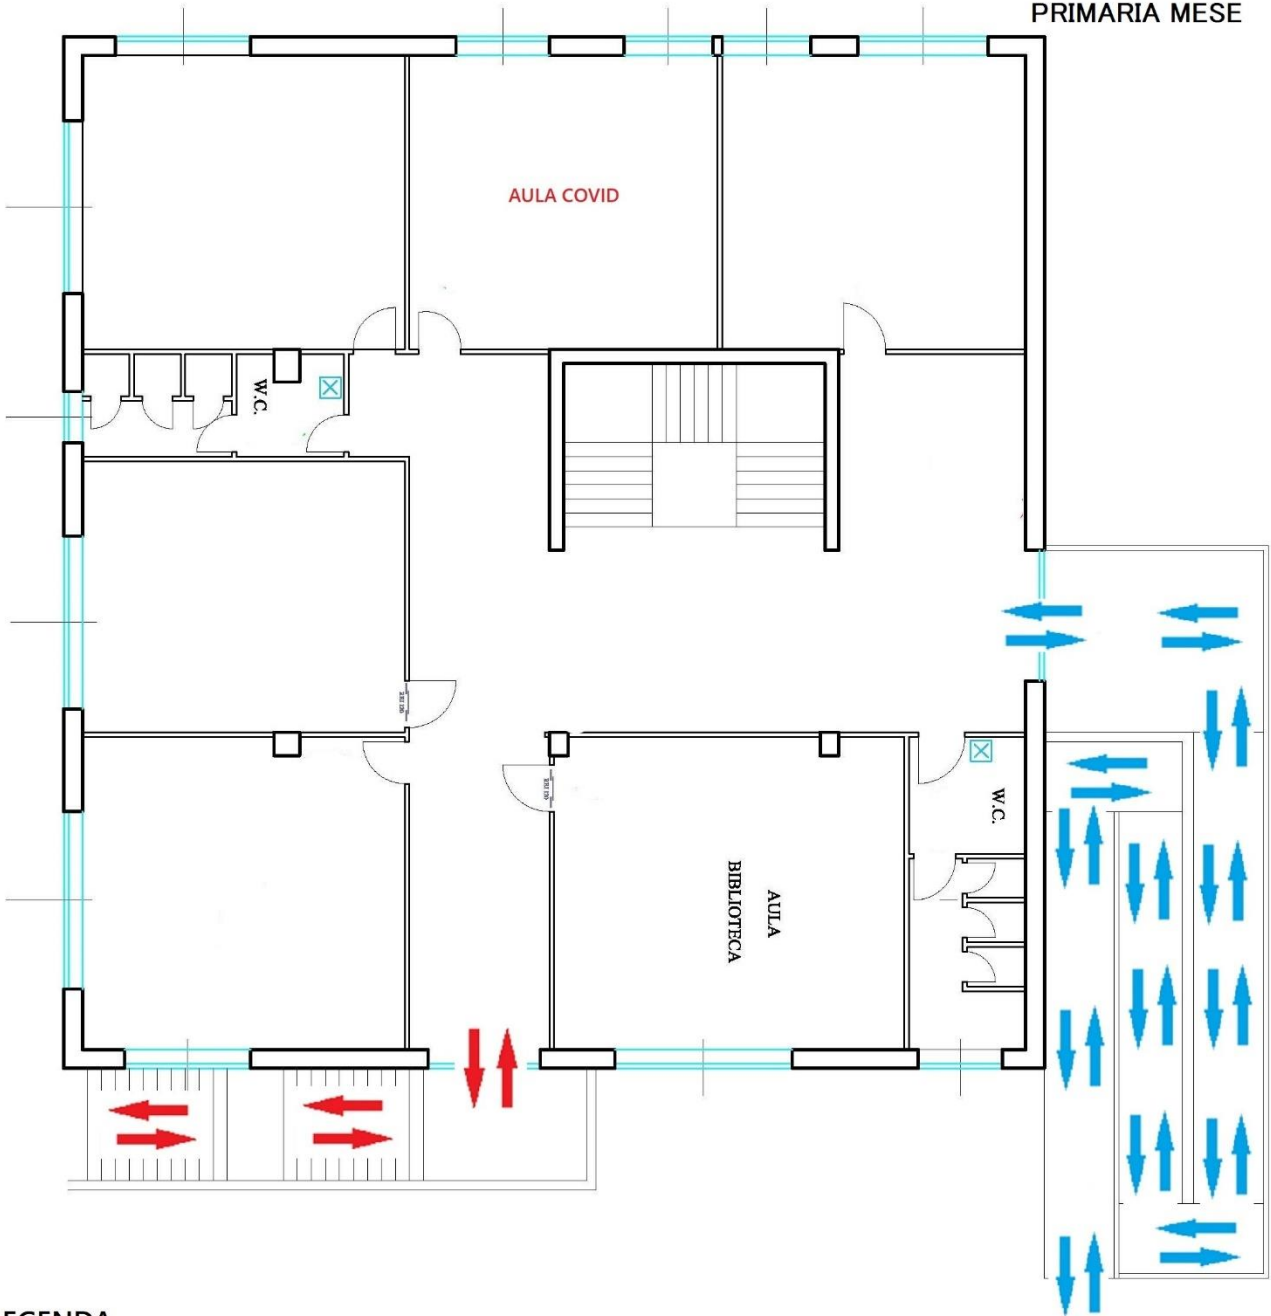 PRIMARIA MESE
AULA COVID
W.C.
W.C.
AULA
BIBLIOTECA